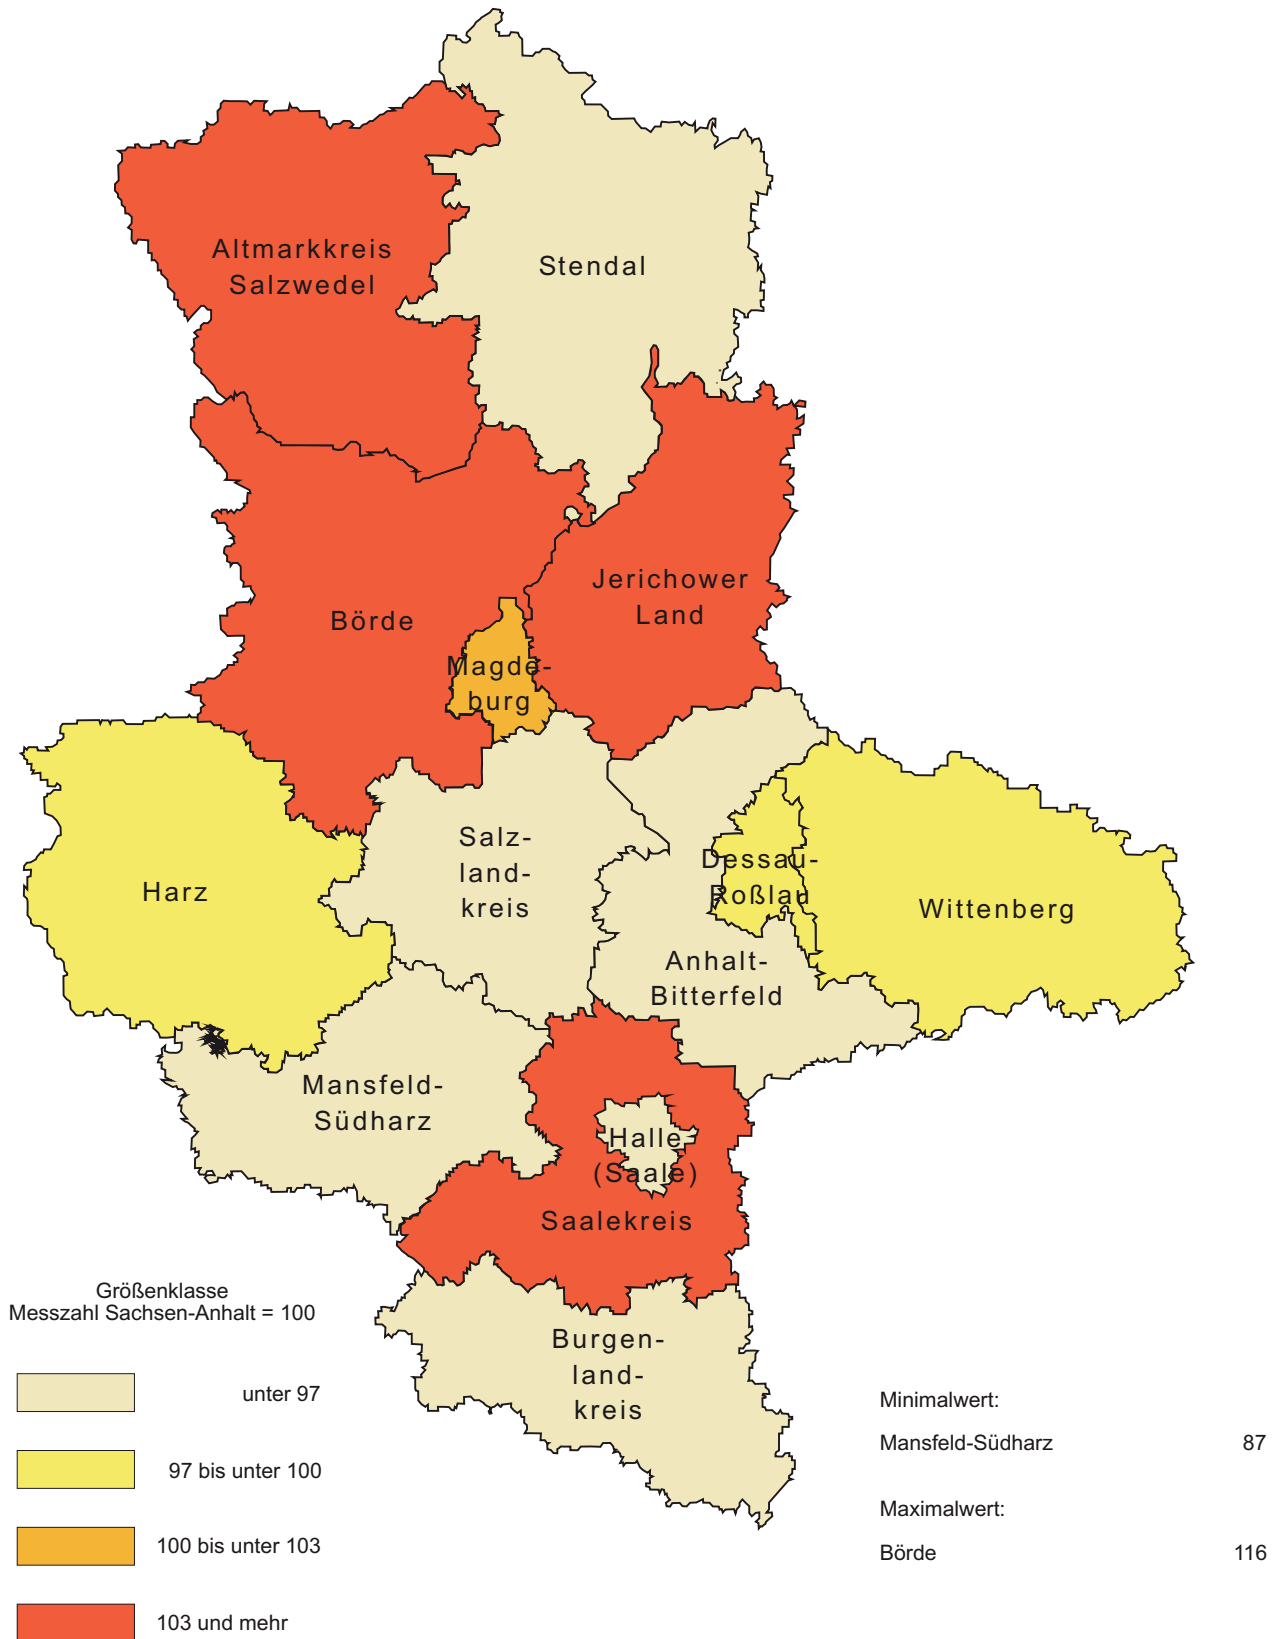 Altmarkkreis
Salzwedel
Stendal
Jerichower
Land
Börde
Magde-
burg
Salz-
land-
kreis
Harz
Dessau-
Roßlau
Wittenberg
Anhalt-
Bitterfeld
Mansfeld-
Südharz
Halle
(Saale)
Saalekreis
Burgen-
land-
kreis
Größenklasse
Messzahl Sachsen-Anhalt = 100
unter 97
97 bis unter 100
100 bis unter 103
103 und mehr
Minimalwert:
Mansfeld-Südharz 87
Maximalwert:
Börde 116